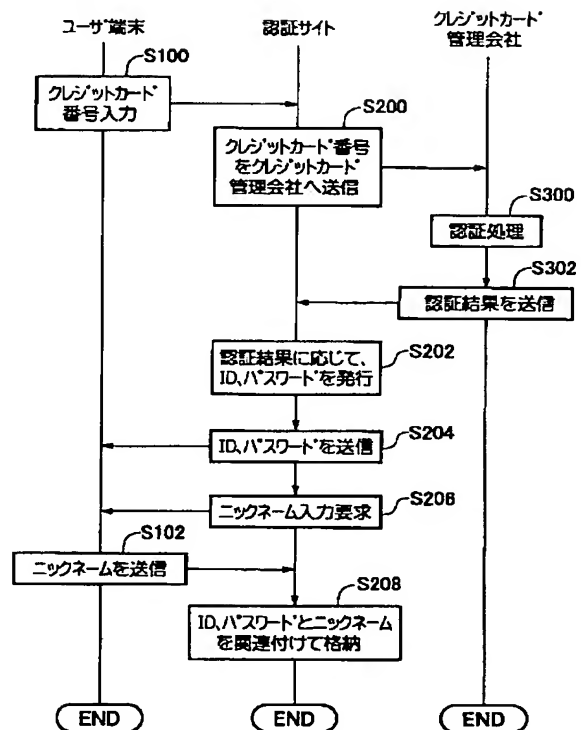 ユーザ端末
認証サイト
クレジットカード
管理会社
S100
クレジットカード
番号入力
S200
クレジットカード番号
をクレジットカード
管理会社へ送信
S300
認証処理
S302
認証結果を送信
S202
認証結果に応じて、
ID、パスワードを発行
S204
ID、パスワードを送信
S206
ニックネーム入力要求
S102
ニックネームを送信
S208
ID、パスワードとニックネーム
を関連付けて格納
END
END
END